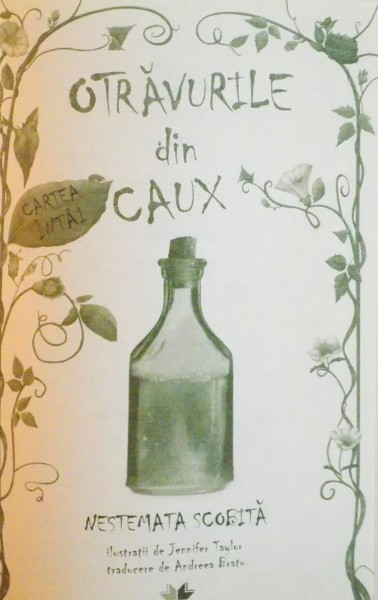 OTRĂVURILE
din
CAUX
CARTEA
ÎNTÂI
NESTEMATA SCOBITĂ
ilustrații de Jennifer Taylor
traducere de Andreea Bratu